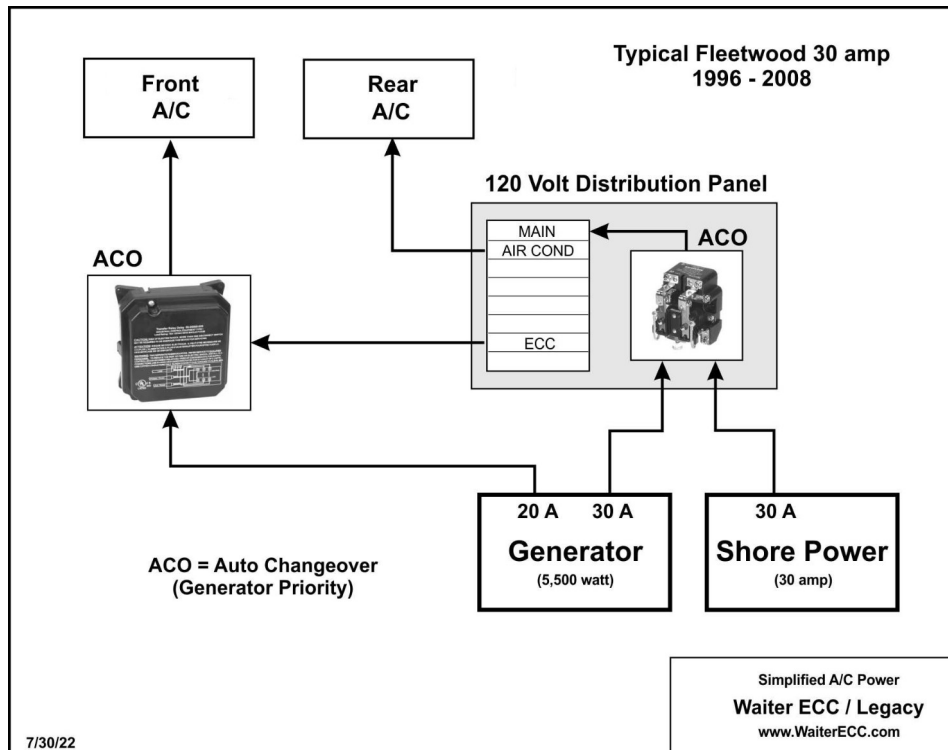 Typical Fleetwood 30 amp
1996 - 2008
Front
A/C
Rear
A/C
120 Volt Distribution Panel
MAIN
AIR COND
ECC
ACO
ACO
20 A
30 A
Generator
(5,500 watt)
30 A
Shore Power
(30 amp)
ACO = Auto Changeover
(Generator Priority)
Simplified A/C Power
Waiter ECC / Legacy
www.WaiterECC.com
7/30/22